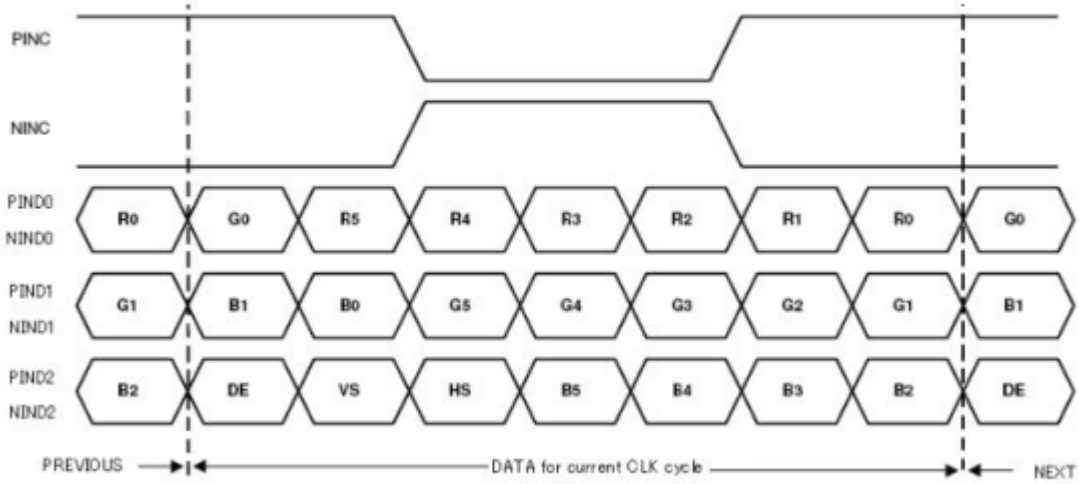 PINC
NINC
PIND0
NIND0
R0 G0 R5 R4 R3 R2 R1 R0 G0
PIND1
NIND1
G1 B1 B0 G5 G4 G3 G2 G1 B1
PIND2
NIND2
B2 DE VS HS B5 B4 B3 B2 DE
PREVIOUS DATA for current CLK cycle NEXT